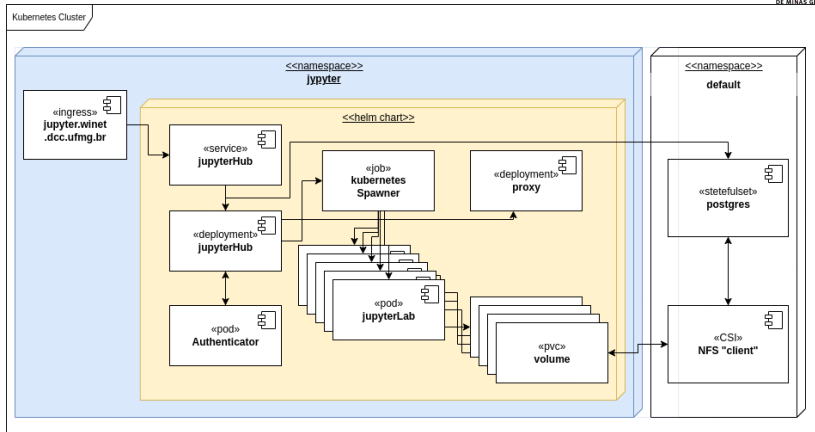 DE MINAS G
Kubernetes Cluster
<<namespace>>
jypyter
<<namespace>>
default
«ingress»
jupyter.winet
.dcc.ufmg.br
<<helm chart>>
«service»
jupyterHub
«job»
kubernetes
Spawner
«deployment»
proxy
«stetefulset»
postgres
«deployment»
jupyterHub
«pod»
jupyterLab
«pod»
Authenticator
«pvc»
volume
«CSI»
NFS "client"